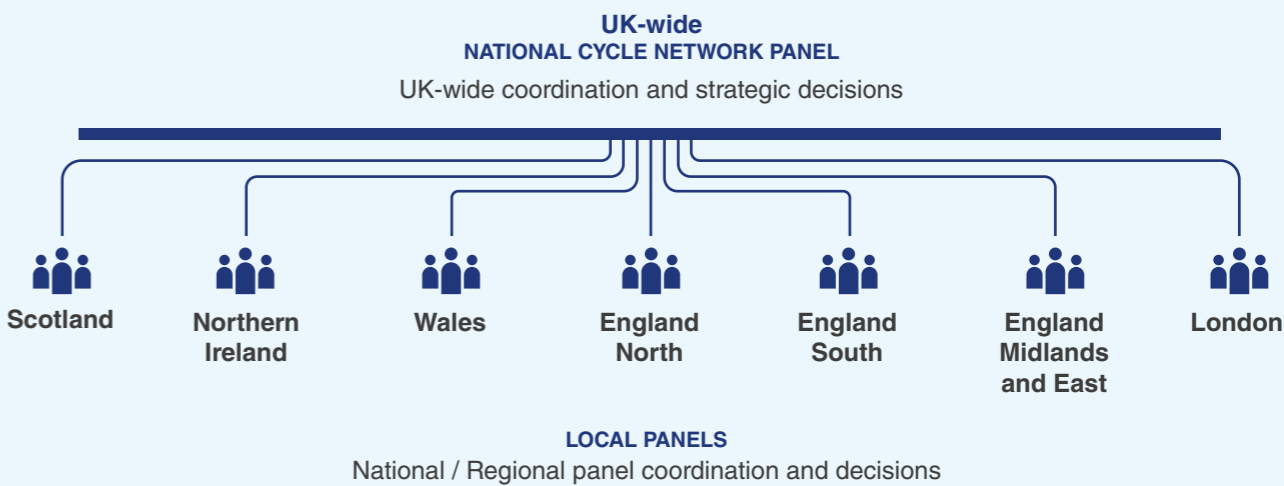 UK-wide
NATIONAL CYCLE NETWORK PANEL
UK-wide coordination and strategic decisions
Scotland
Northern
Ireland
Wales
England
North
England
South
England
Midlands
and East
London
LOCAL PANELS
National / Regional panel coordination and decisions